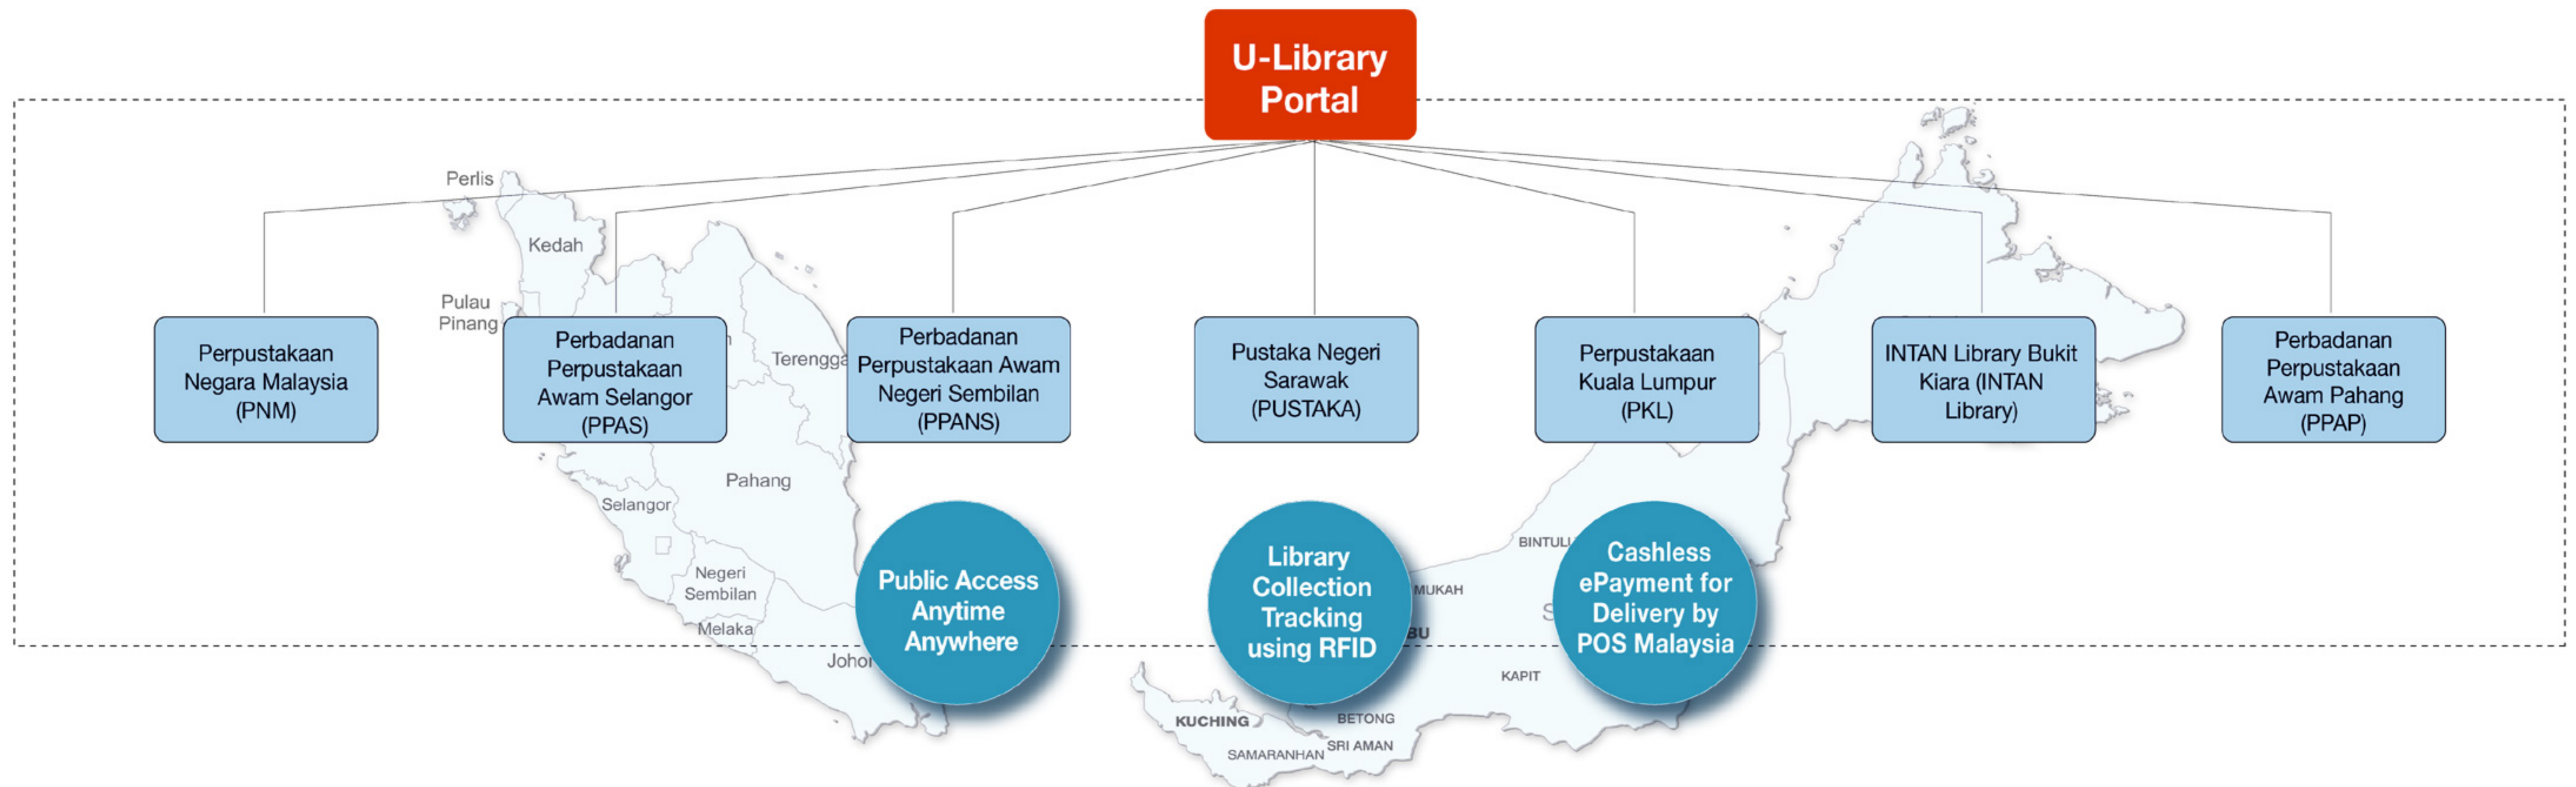 U-Library
Portal
Perlis
Kedah
Pulau
Pinang
Perpustakaan
Negara Malaysia
(PNM)
Perbadanan
Perpustakaan
Awam Selangor
(PPAS)
Perbadanan
Perpustakaan Awam
Negeri Sembilan
(PPANS)
Pustaka Negeri
Sarawak
(PUSTAKA)
Perpustakaan
Kuala Lumpur
(PKL)
INTAN Library Bukit
Kiara (INTAN
Library)
Perbadanan
Perpustakaan
Awam Pahang
(PPAP)
Pahang
Selangor
Negeri
Sembilan
Melaka
Public Access
Anytime
Anywhere
Library
Collection
Tracking
using RFID
Cashless
ePayment for
Delivery by
POS Malaysia
MUKAH
KAPIT
KUCHING
BETONG
SRI AMAN
SAMARANHAN